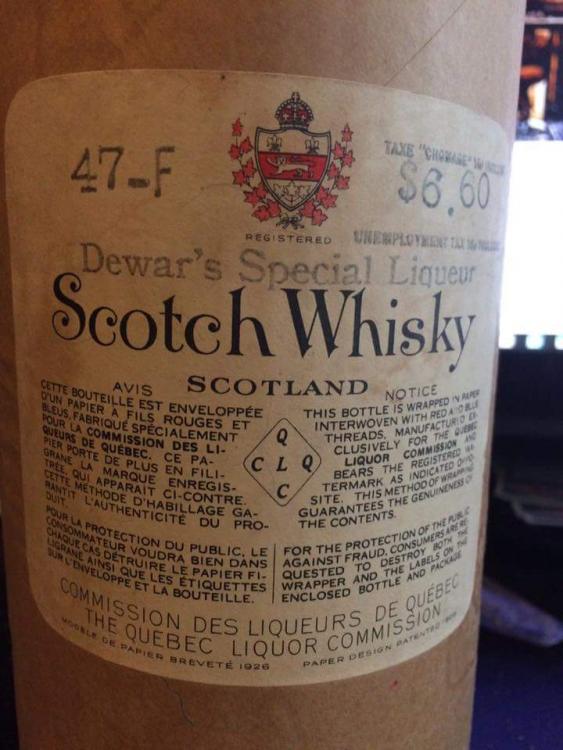 47-F
TAXE "CHOMAGE"
$6.60
REGISTERED
UNEMPLOYMENT TAX
Dewar's Special Liqueur
Scotch Whisky
SCOTLAND
AVIS
CETTE BOUTEILLE EST ENVELOPPÉE
D'UN PAPIER A FILS ROUGES ET
BLEUS, FABRIQUÉ SPÉCIALEMENT
POUR LA COMMISSION DES LI-
QUEURS DE QUÉBEC. CE PA-
PIER PORTE DE PLUS EN FILI-
GRANE LA MARQUE ENREGIS-
TRÉE, QUI APPARAIT CI-CONTRE.
CETTE MÉTHODE D'HABILLAGE GA-
RANTIT L'AUTHENTICITÉ DU PRO-
DUIT.
POUR LA PROTECTION DU PUBLIC, LE
CONSOMMATEUR VOUDRA BIEN DANS
CHAQUE CAS DÉTRUIRE LE PAPIER FI-
LIGRANE AINSI QUE LES ÉTIQUETTES
SUR L'ENVELOPPE ET LA BOUTEILLE.
Q
C L Q
C
NOTICE
THIS BOTTLE IS WRAPPED IN PAPER
INTERWOVEN WITH RED AND BLUE
THREADS, MANUFACTURED EX-
CLUSIVELY FOR THE QUEBEC
LIQUOR COMMISSION AND
BEARS THE REGISTERED WA-
TERMARK AS INDICATED OPPO-
SITE. THIS METHOD OF WRAPPING
GUARANTEES THE GENUINENESS OF
THE CONTENTS.
FOR THE PROTECTION OF THE PUBLIC
AGAINST FRAUD, CONSUMERS ARE RE-
QUESTED TO DESTROY BOTH THE
WRAPPER AND THE LABELS ON THE
ENCLOSED BOTTLE AND PACKAGE.
COMMISSION DES LIQUEURS DE QUÉBEC
THE QUEBEC LIQUOR COMMISSION
MODÈLE DE PAPIER BREVETÉ 1926
PAPER DESIGN PATENTED